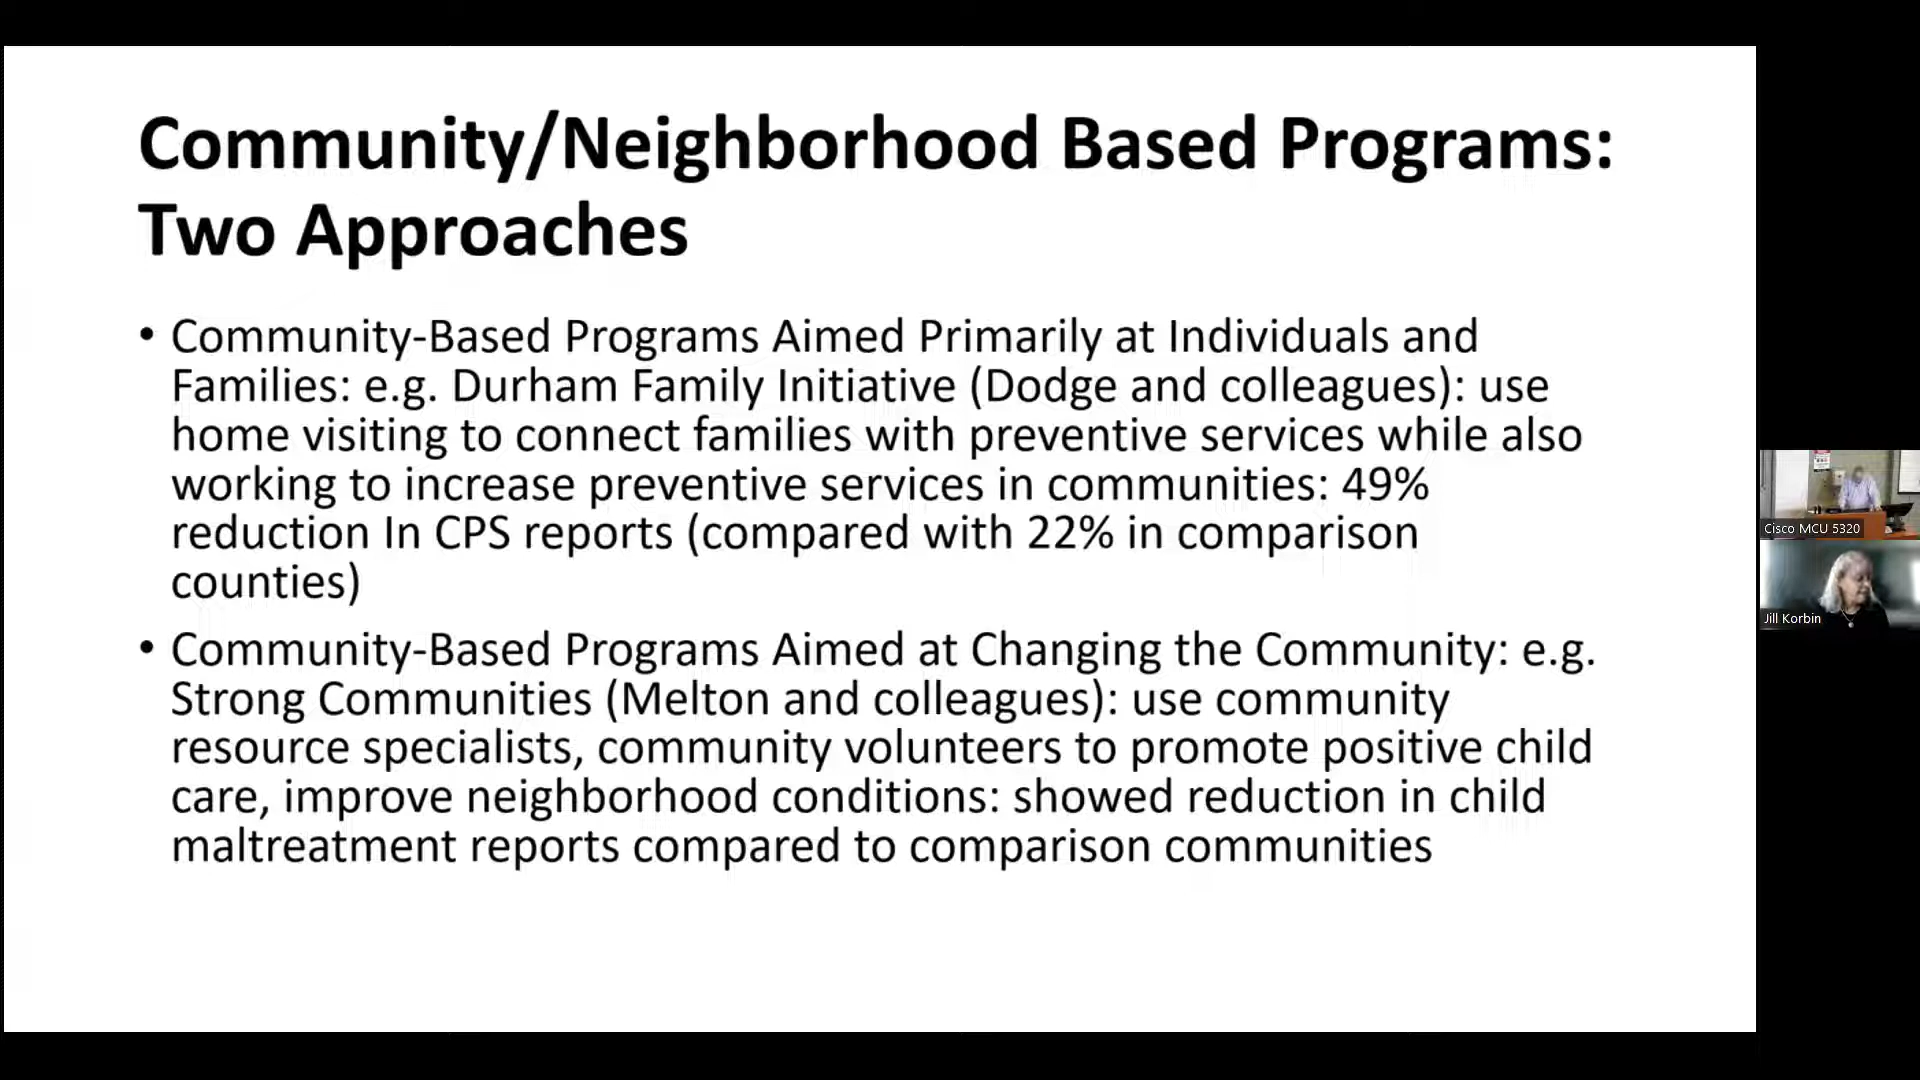 Community/Neighborhood Based Programs:
Two Approaches
• Community-Based Programs Aimed Primarily at Individuals and
Families: e.g. Durham Family Initiative (Dodge and colleagues): use
home visiting to connect families with preventive services while also
working to increase preventive services in communities: 49%
reduction In CPS reports (compared with 22% in comparison
counties)
• Community-Based Programs Aimed at Changing the Community: e.g.
Strong Communities (Melton and colleagues): use community
resource specialists, community volunteers to promote positive child
care, improve neighborhood conditions: showed reduction in child
maltreatment reports compared to comparison communities
Cisco MCU 5320
Jill Korbin